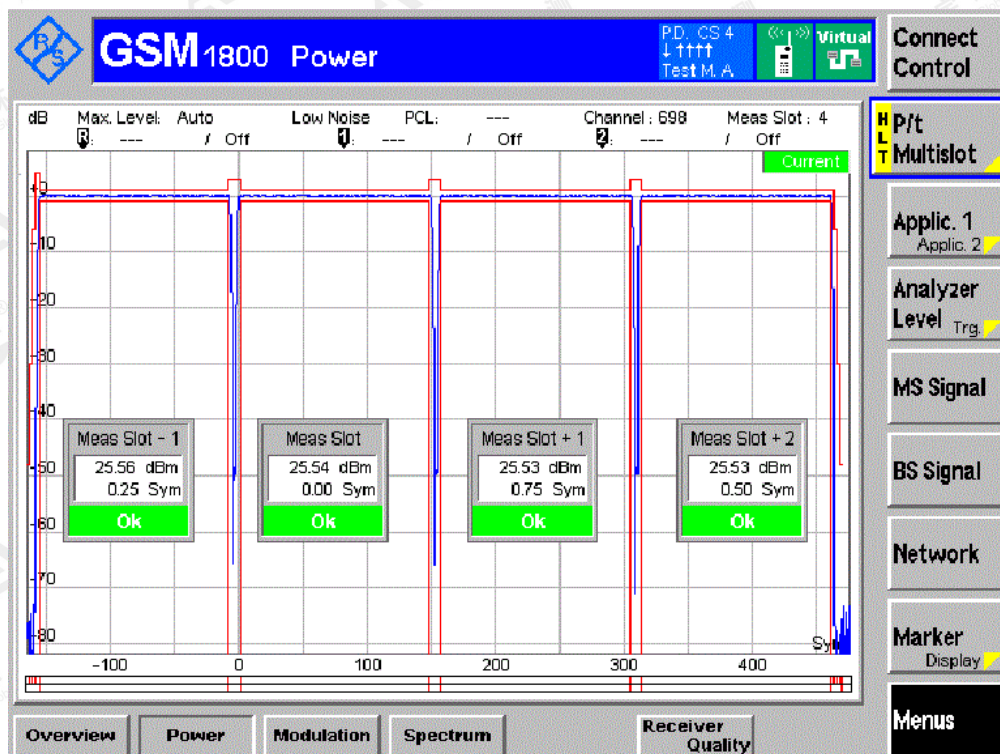 R/S
GSM 1800 Power
P.D. CS 4
↓ ↑↑↑↑
Test M. A
Virtual
Connect Control
dB Max. Level: Auto Low Noise PCL: --- Channel : 698 Meas Slot : 4
R: --- / Off 1: --- / Off 2: --- / Off
Current
HLT
P/t Multislot
Applic. 1
Applic. 2
Analyzer Level Trg.
MS Signal
BS Signal
Network
Marker
Display
Menus
+0
-10
-20
-30
-40
-50
-60
-70
-80
Meas Slot - 1
25.56 dBm
0.25 Sym
Ok
Meas Slot
25.54 dBm
0.00 Sym
Ok
Meas Slot + 1
25.53 dBm
0.75 Sym
Ok
Meas Slot + 2
25.53 dBm
0.50 Sym
Ok
-100 0 100 200 300 400
Overview Power Modulation Spectrum Receiver Quality